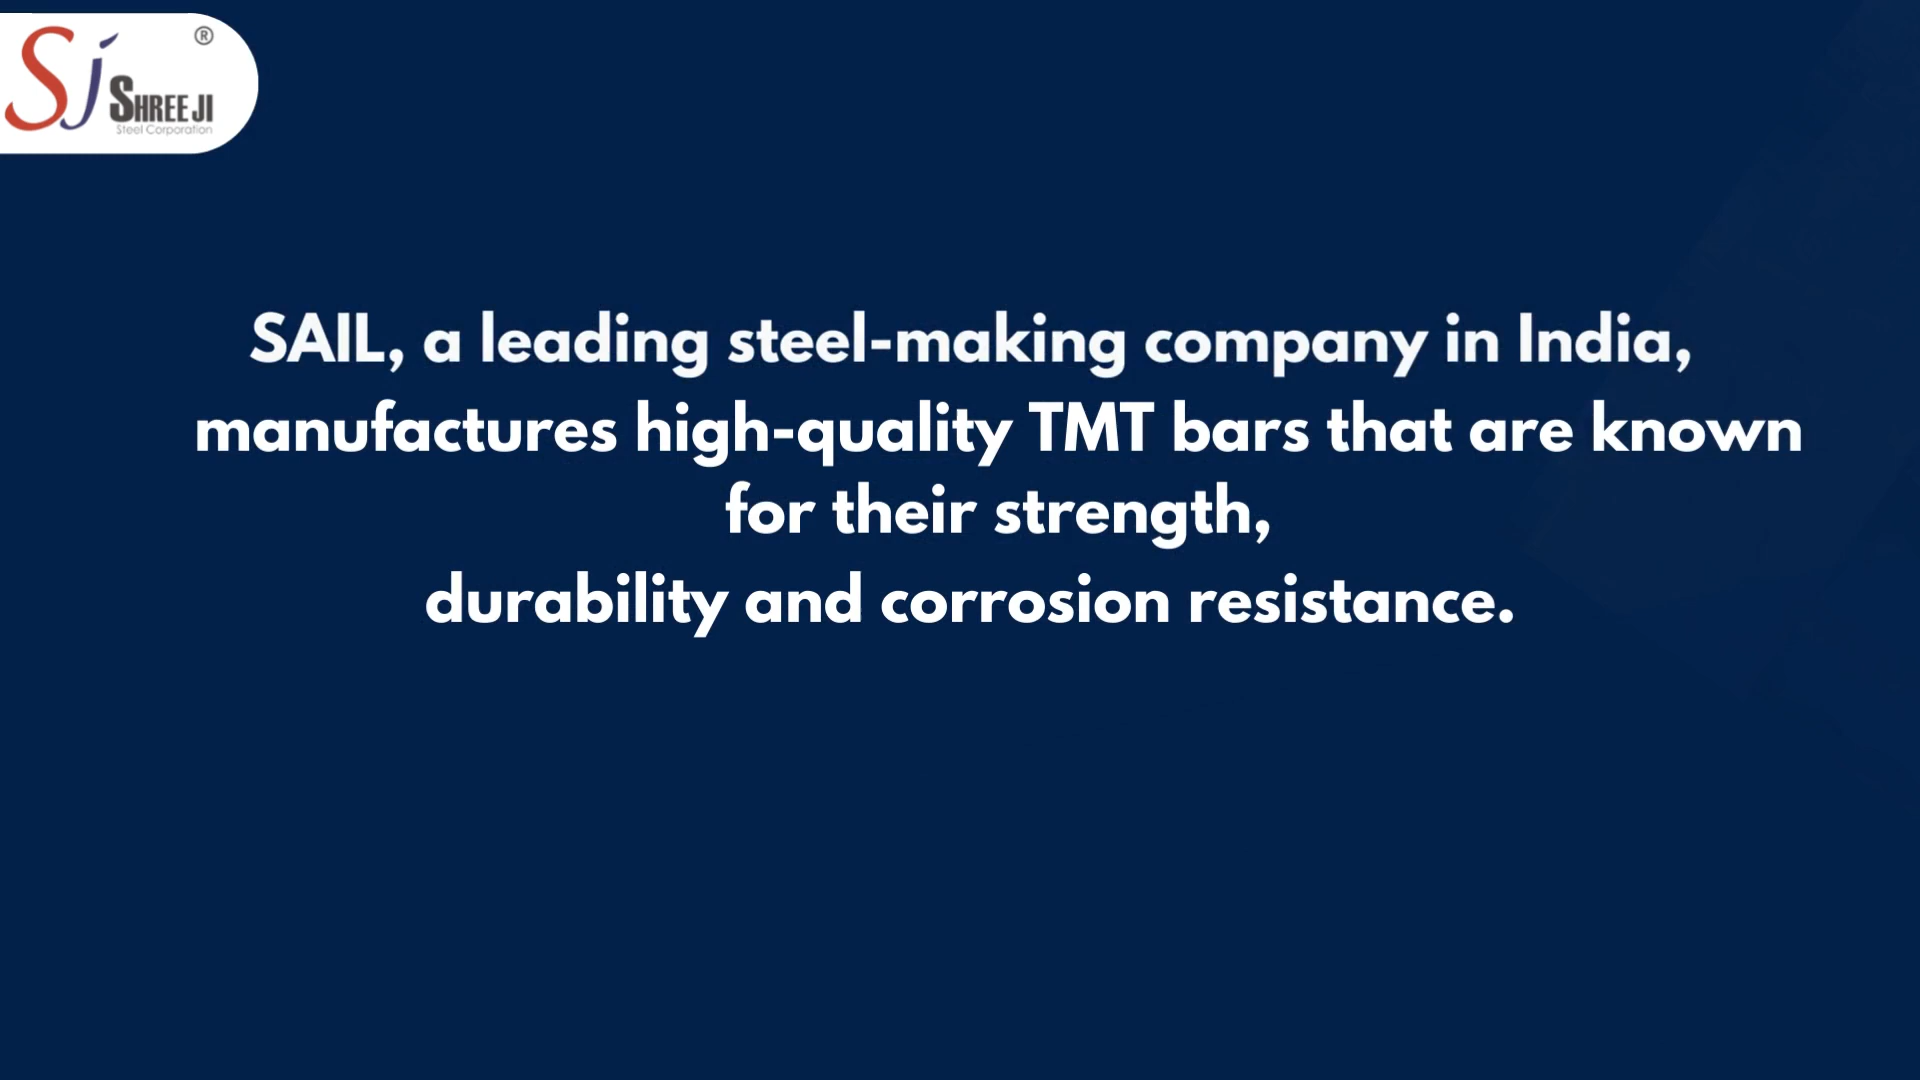 Sj ®
SHREE JI
Steel Corporation
SAIL, a leading steel-making company in India,
manufactures high-quality TMT bars that are known
for their strength,
durability and corrosion resistance.